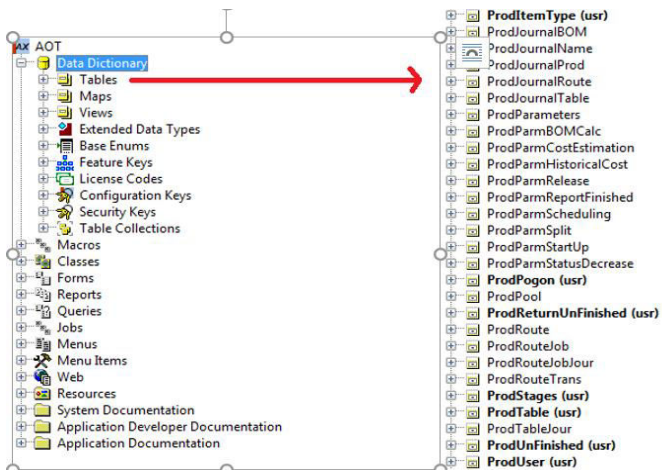 AOT
Data Dictionary
Tables
Maps
Views
Extended Data Types
Base Enums
Feature Keys
License Codes
Configuration Keys
Security Keys
Table Collections
Macros
Classes
Forms
Reports
Queries
Jobs
Menus
Menu Items
Web
Resources
System Documentation
Application Developer Documentation
Application Documentation
ProdItemType (usr)
ProdJournalBOM
ProdJournalName
ProdJournalProd
ProdJournalRoute
ProdJournalTable
ProdParameters
ProdParmBOMCalc
ProdParmCostEstimation
ProdParmHistoricalCost
ProdParmRelease
ProdParmReportFinished
ProdParmScheduling
ProdParmSplit
ProdParmStartUp
ProdParmStatusDecrease
ProdPogon (usr)
ProdPool
ProdReturnUnFinished (usr)
ProdRoute
ProdRouteJob
ProdRouteJobJour
ProdRouteTrans
ProdStages (usr)
ProdTable (usr)
ProdTableJour
ProdUnFinished (usr)
ProdUser (usr)